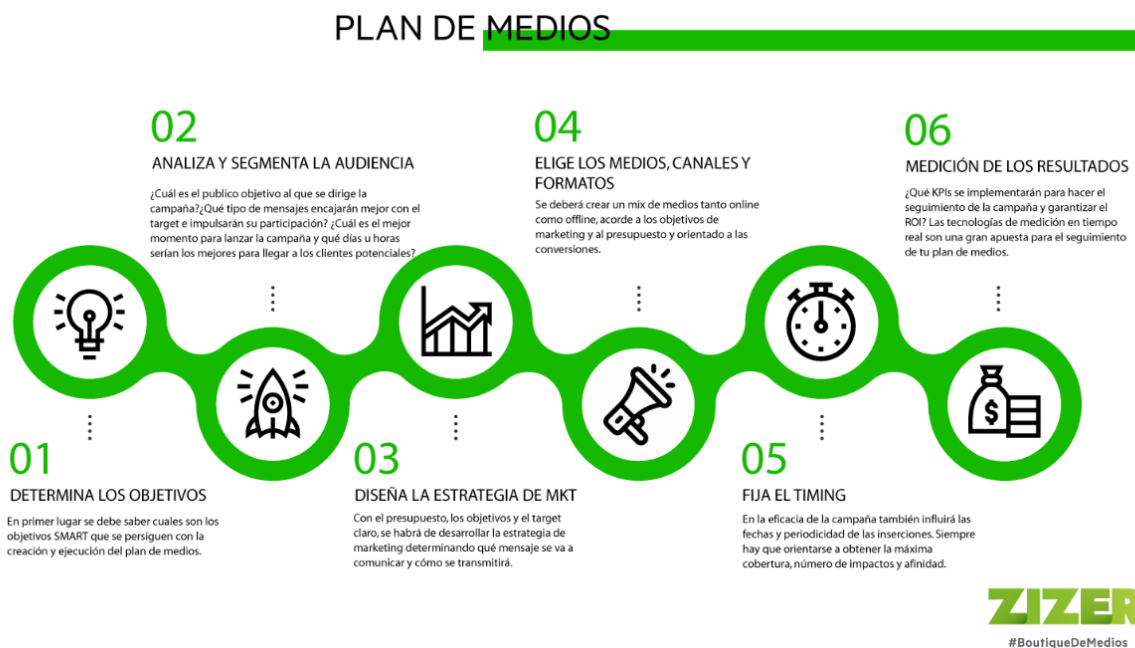 PLAN DE MEDIOS
01
DETERMINA LOS OBJETIVOS
En primer lugar se debe saber cuales son los
objetivos SMART que se persiguen con la
creación y ejecución del plan de medios.
02
ANALIZA Y SEGMENTA LA AUDIENCIA
¿Cuál es el publico objetivo al que se dirige la
campaña?¿Qué tipo de mensajes encajarán mejor con el
target e impulsarán su participación? ¿Cuál es el mejor
momento para lanzar la campaña y qué días u horas
serían los mejores para llegar a los clientes potenciales?
03
DISEÑA LA ESTRATEGIA DE MKT
Con el presupuesto, los objetivos y el target
claro, se habrá de desarrollar la estrategia de
marketing determinando qué mensaje se va a
comunicar y cómo se transmitirá.
04
ELIGE LOS MEDIOS, CANALES Y
FORMATOS
Se deberá crear un mix de medios tanto online
como offline, acorde a los objetivos de
marketing y al presupuesto y orientado a las
conversiones.
05
FIJA EL TIMING
En la eficacia de la campaña también influirá las
fechas y periodicidad de las inserciones. Siempre
hay que orientarse a obtener la máxima
cobertura, número de impactos y afinidad.
06
MEDICIÓN DE LOS RESULTADOS
¿Qué KPIs se implementarán para hacer el
seguimiento de la campaña y garantizar el
ROI? Las tecnologías de medición en tiempo
real son una gran apuesta para el seguimiento
de tu plan de medios.
$
ZIZER
#BoutiqueDeMedios